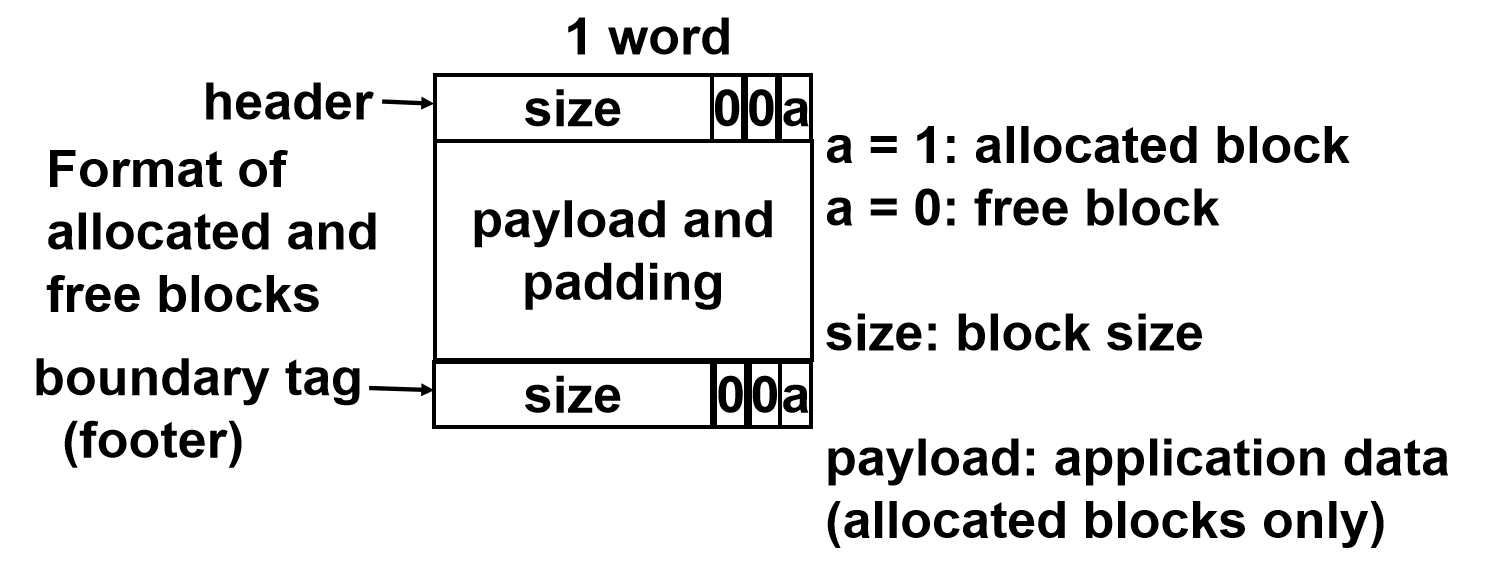 1 word
header
size 0 0 a
Format of
allocated and
free blocks
payload and
padding
a = 1: allocated block
a = 0: free block
size: block size
boundary tag
(footer)
size 0 0 a
payload: application data
(allocated blocks only)